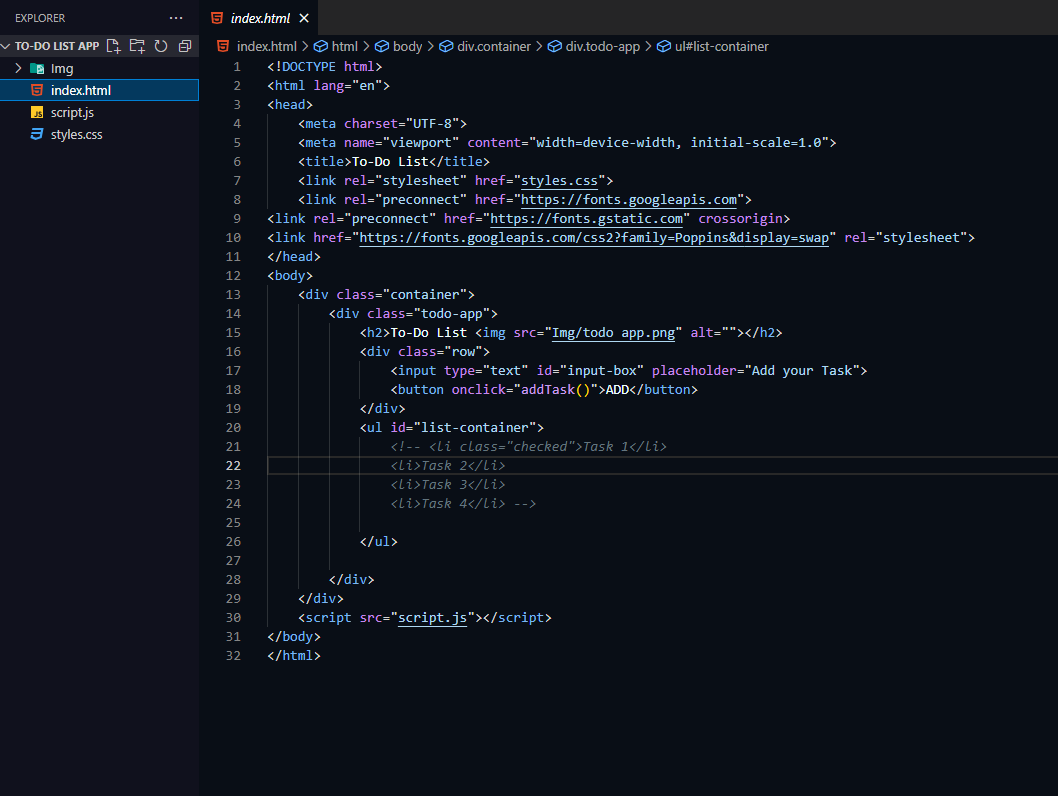 EXPLORER
···
index.html
TO-DO LIST APP
Img
index.html
JS script.js
styles.css
index.html > html > body > div.container > div.todo-app > ul#list-container
1 <!DOCTYPE html>
2 <html lang="en">
3 <head>
4 <meta charset="UTF-8">
5 <meta name="viewport" content="width=device-width, initial-scale=1.0">
6 <title>To-Do List</title>
7 <link rel="stylesheet" href="styles.css">
8 <link rel="preconnect" href="https://fonts.googleapis.com">
9 <link rel="preconnect" href="https://fonts.gstatic.com" crossorigin>
10 <link href="https://fonts.googleapis.com/css2?family=Poppins&display=swap" rel="stylesheet">
11 </head>
12 <body>
13 <div class="container">
14 <div class="todo-app">
15 <h2>To-Do List <img src="Img/todo app.png" alt=""></h2>
16 <div class="row">
17 <input type="text" id="input-box" placeholder="Add your Task">
18 <button onclick="addTask()">ADD</button>
19 </div>
20 <ul id="list-container">
21 <!-- <li class="checked">Task 1</li>
22 <li>Task 2</li>
23 <li>Task 3</li>
24 <li>Task 4</li> -->
25
26 </ul>
27
28 </div>
29 </div>
30 <script src="script.js"></script>
31 </body>
32 </html>